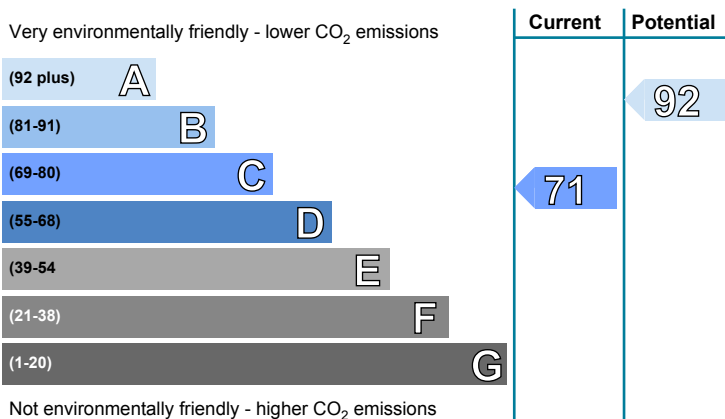 Very environmentally friendly - lower CO2 emissions
Current
Potential
(92 plus) A
92
(81-91) B
(69-80) C
71
(55-68) D
(39-54 E
(21-38) F
(1-20) G
Not environmentally friendly - higher CO2 emissions